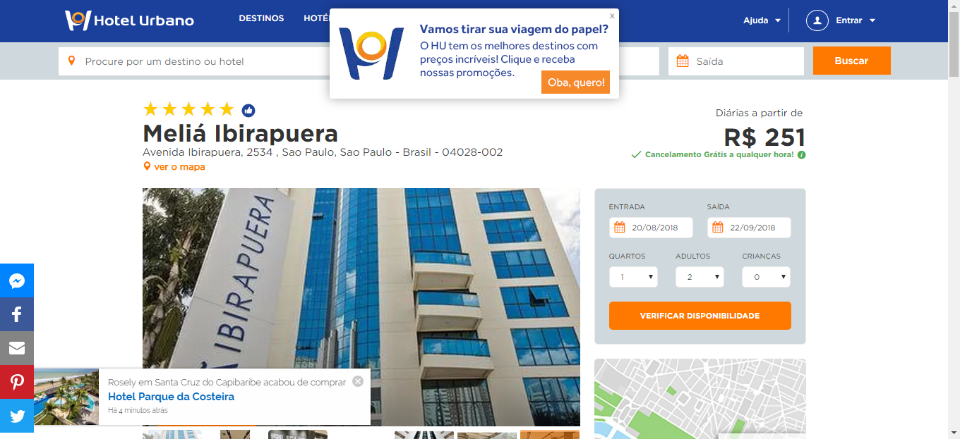 Hotel Urbano
DESTINOS
Ajuda
Entrar
x
Vamos tirar sua viagem do papel?
O HU tem os melhores destinos com
preços incríveis! Clique e receba
nossas promoções.
Oba, quero!
Procure por um destino ou hotel
Saída
Buscar
Meliá Ibirapuera
Avenida Ibirapuera, 2534 , Sao Paulo, Sao Paulo - Brasil - 04028-002
ver o mapa
Diárias a partir de
R$ 251
Cancelamento Grátis a qualquer hora!
IBIRAPUERA
ENTRADA
SAÍDA
20/08/2018
22/09/2018
QUARTOS
ADULTOS
CRIANÇAS
1
2
0
VERIFICAR DISPONIBILIDADE
Rosely em Santa Cruz do Capibaribe acabou de comprar
Hotel Parque da Costeira
Há 4 minutos atrás